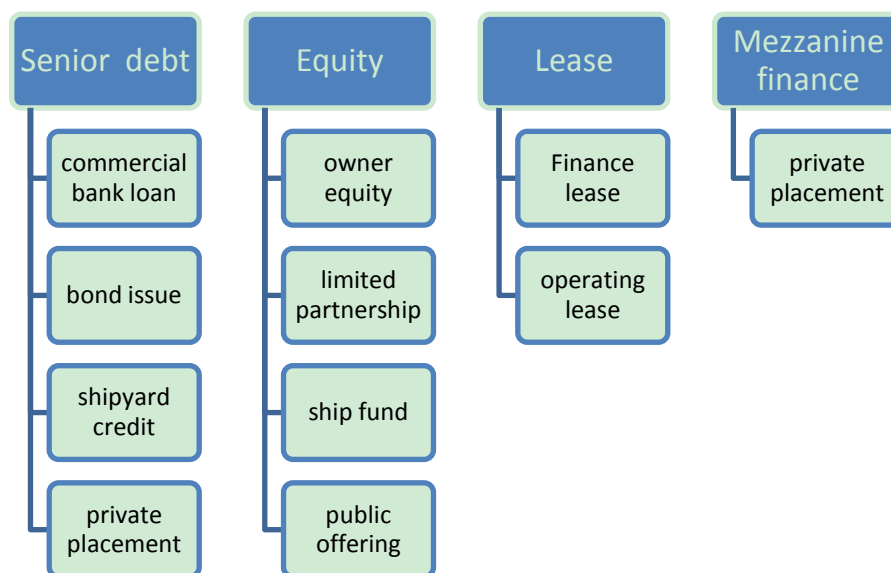 Senior debt
commercial
bank loan
bond issue
shipyard
credit
private
placement
Equity
owner
equity
limited
partnership
ship fund
public
offering
Lease
Finance
lease
operating
lease
Mezzanine
finance
private
placement